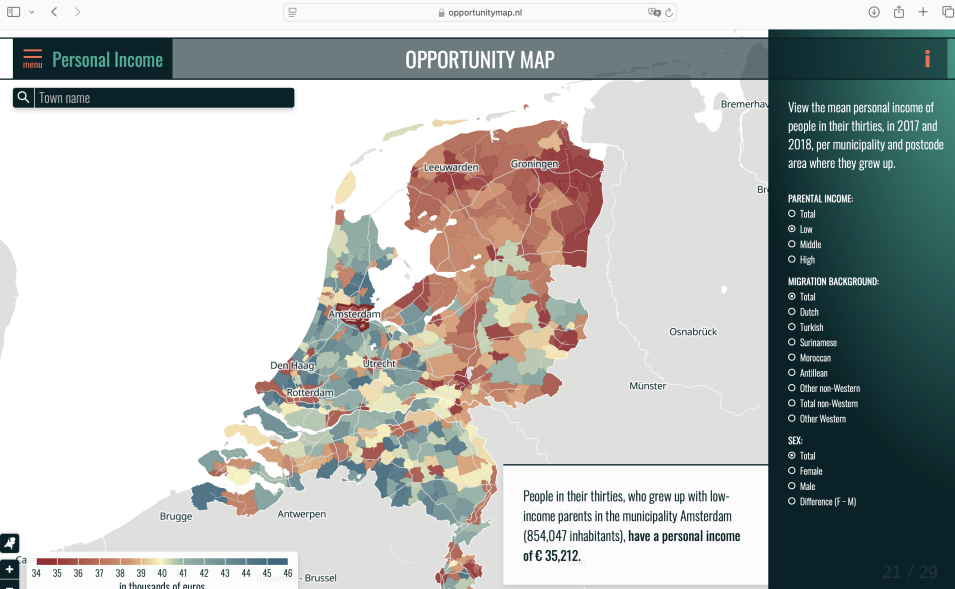 opportunitymap.nl
menu Personal Income
OPPORTUNITY MAP
i
Town name
View the mean personal income of
people in their thirties, in 2017 and
2018, per municipality and postcode
area where they grew up.
PARENTAL INCOME:
Total
Low
Middle
High
MIGRATION BACKGROUND:
Total
Dutch
Turkish
Surinamese
Moroccan
Antillean
Other non-Western
Total non-Western
Other Western
SEX:
Total
Female
Male
Difference (F - M)
Bremerhav
Leeuwarden
Groningen
Br
Amsterdam
Osnabrück
Den Haag
Utrecht
Münster
Rotterdam
Brugge
Antwerpen
People in their thirties, who grew up with low-
income parents in the municipality Amsterdam
(854,047 inhabitants), have a personal income
of € 35,212.
Ca
+
34 35 36 37 38 39 40 41 42 43 44 45 46
in thousands of euros
- Brussel
21 / 29